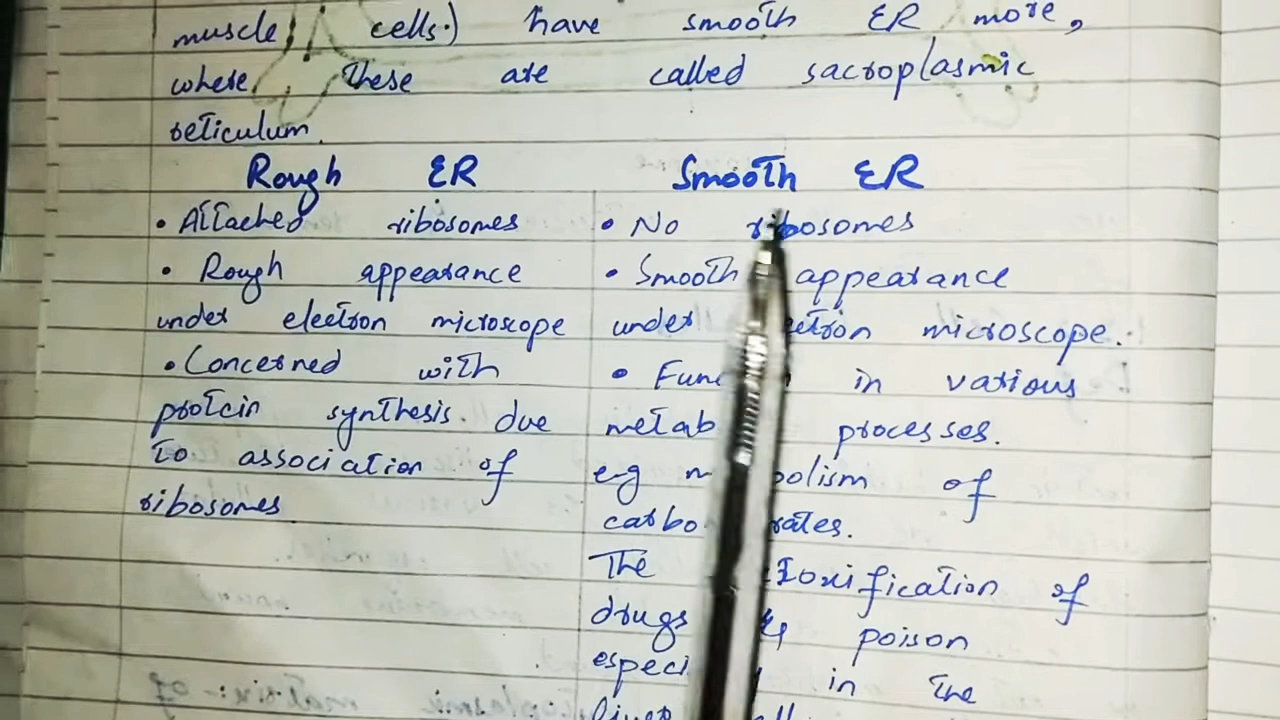 muscle cells.) have smooth ER more,
where, These are called sacroplasmic
reticulum.
Rough ER
• Attached ribosomes
• Rough appearance
under electron microscope
• Concerned with
protein synthesis. due
To association of
ribosomes.
Smooth ER
• No ribosomes
• Smooth appearance
under microscope.
• in various
processes.
e.g of
The of
drugs poison
in the